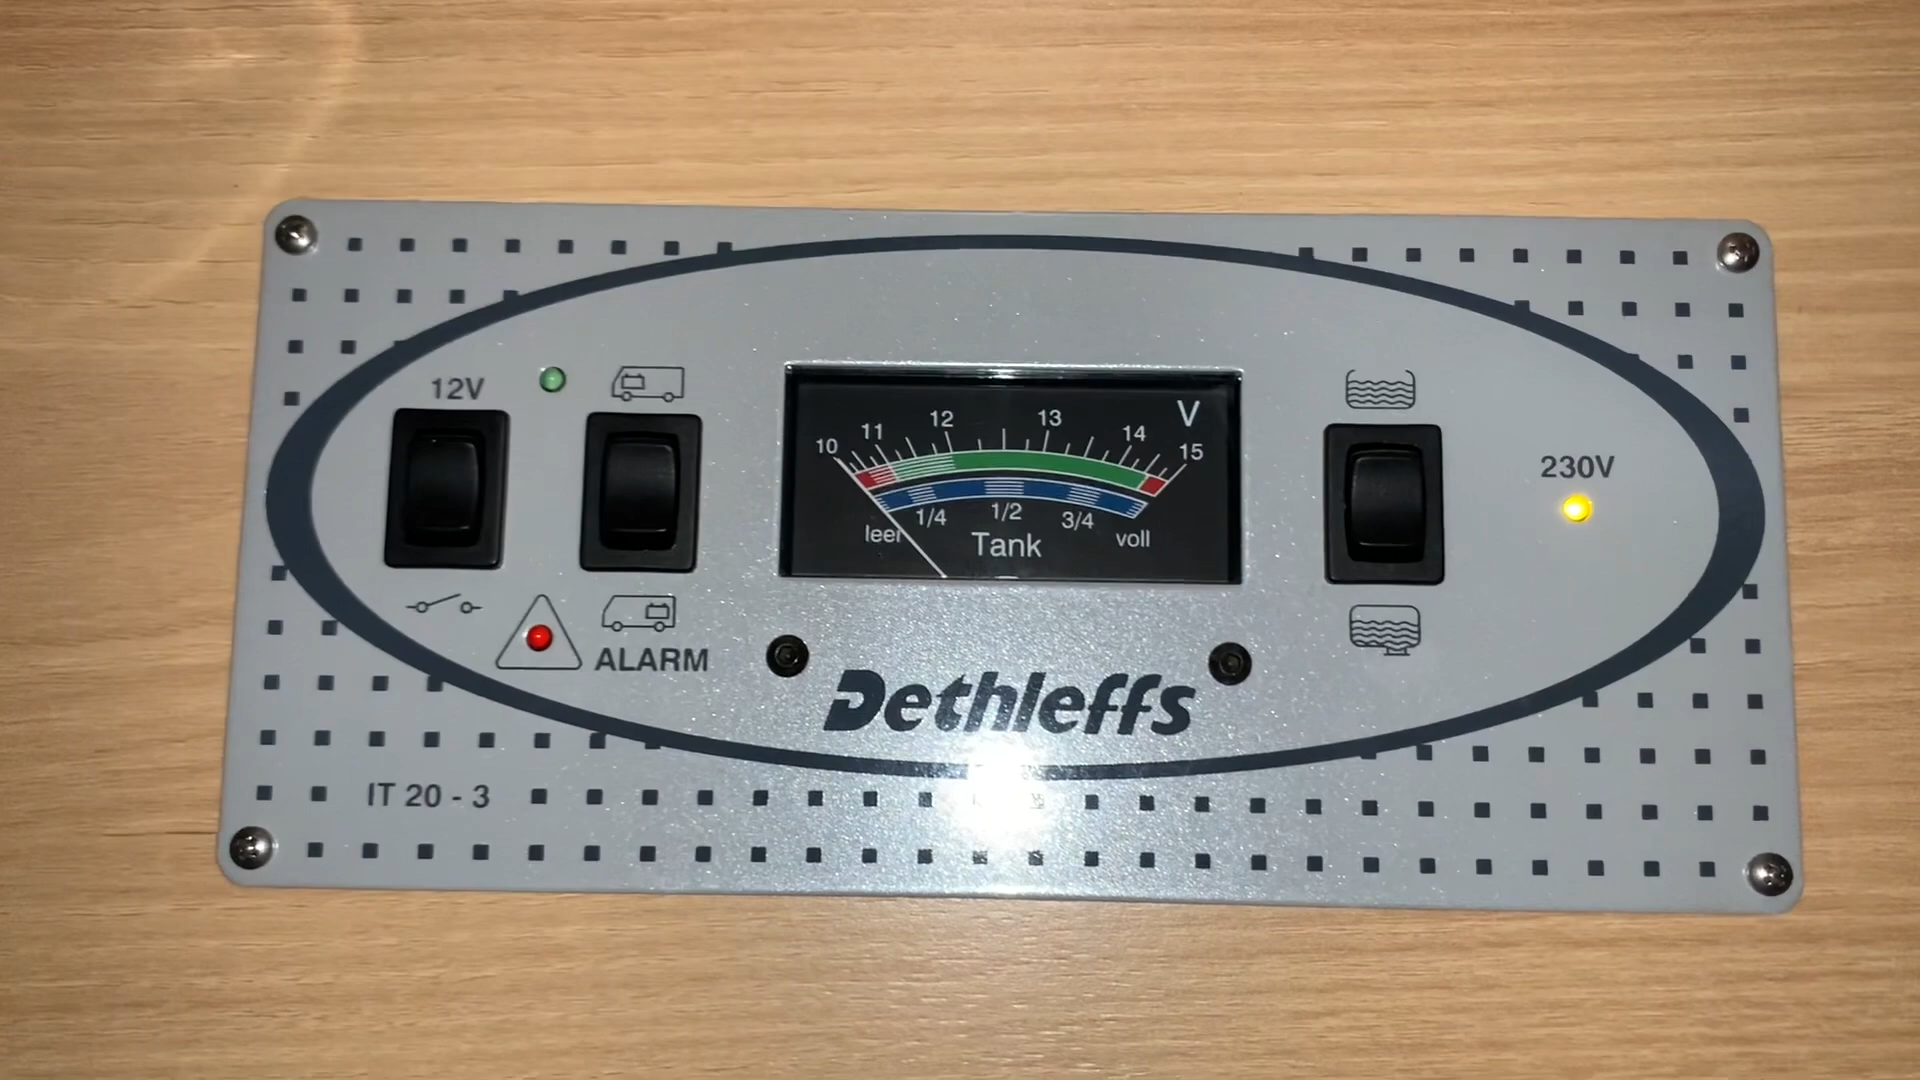 12V
10 11 12 13 14 15 V
leer 1/4 1/2 3/4 voll
Tank
230V
ALARM
Dethleffs
IT 20 - 3